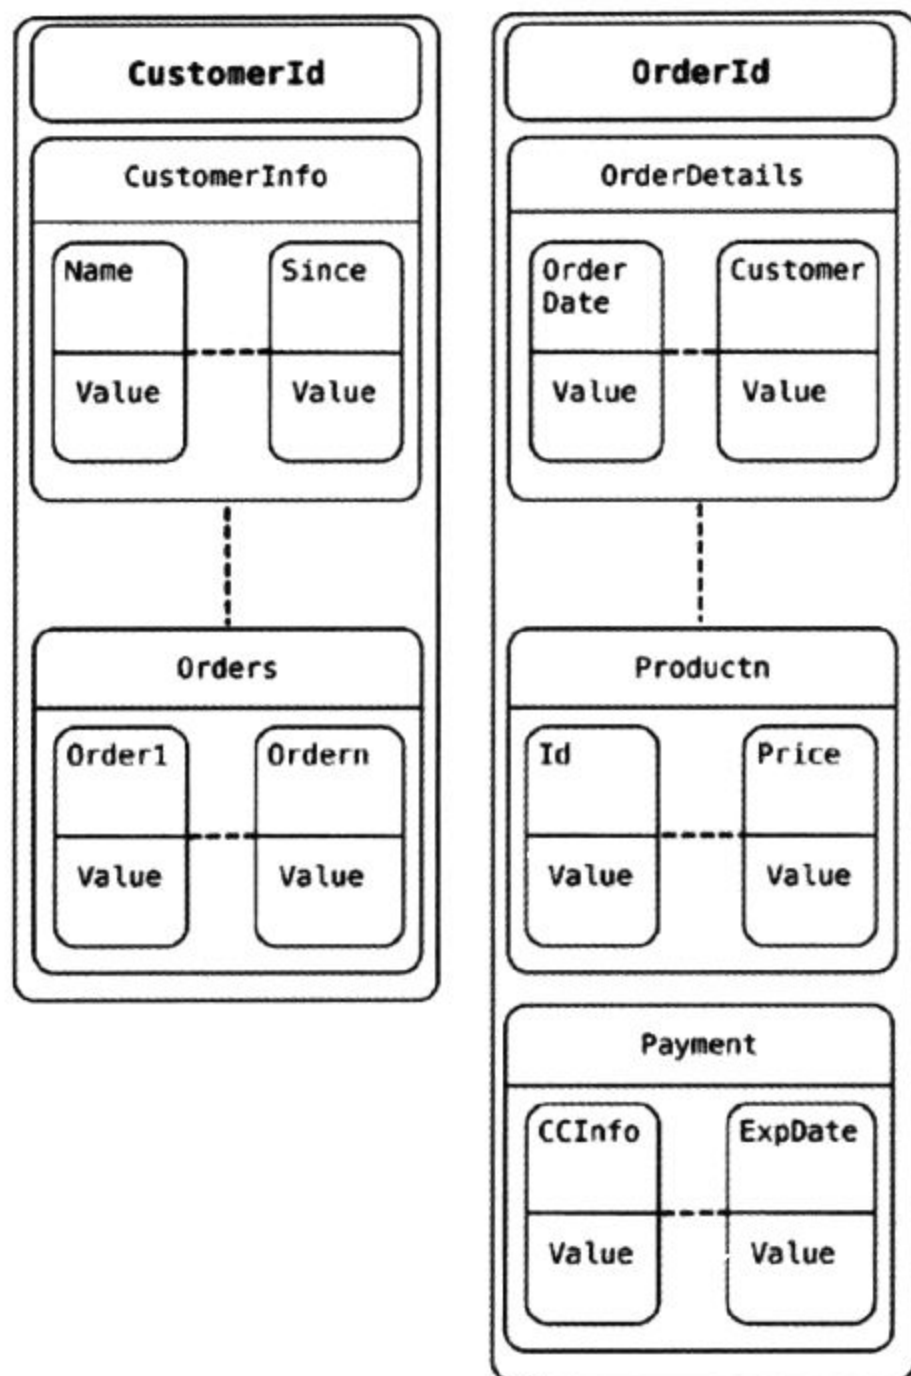 CustomerId
CustomerInfo
Name Since
Value Value
Orders
Order1 Ordern
Value Value
OrderId
OrderDetails
Order Customer
Date
Value Value
Productn
Id Price
Value Value
Payment
CCInfo ExpDate
Value Value